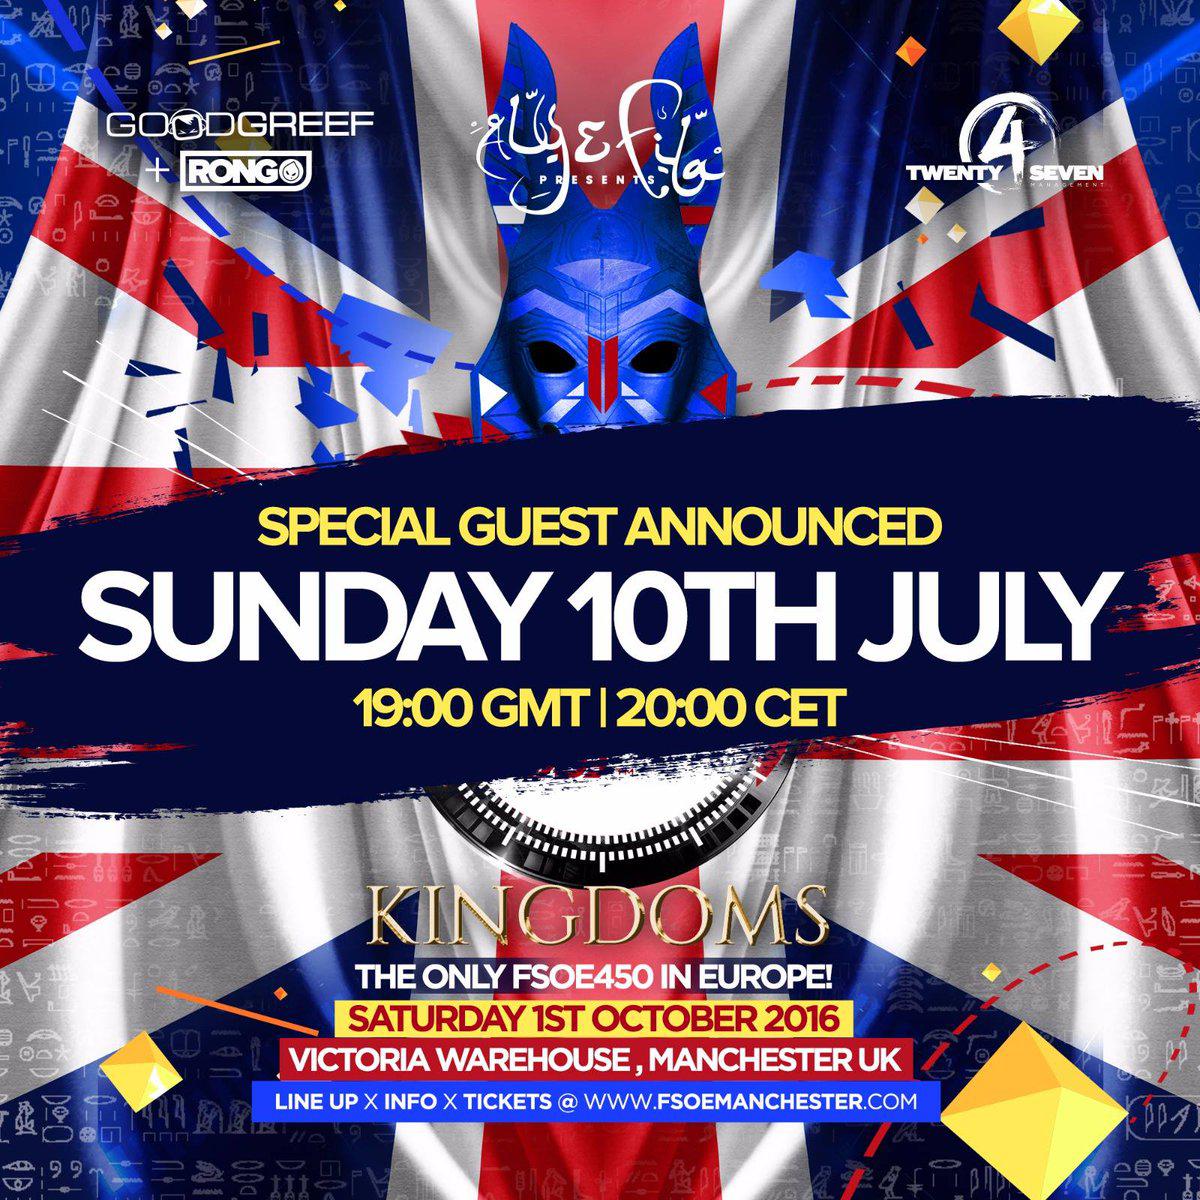 GOODGREEF
+ RONGO
Aly & Fila
PRESENTS
4
TWENTY SEVEN
MANAGEMENT
SPECIAL GUEST ANNOUNCED
SUNDAY 10TH JULY
19:00 GMT | 20:00 CET
KINGDOMS
THE ONLY FSOE450 IN EUROPE!
SATURDAY 1ST OCTOBER 2016
VICTORIA WAREHOUSE, MANCHESTER UK
LINE UP X INFO X TICKETS @ WWW.FSOEMANCHESTER.COM